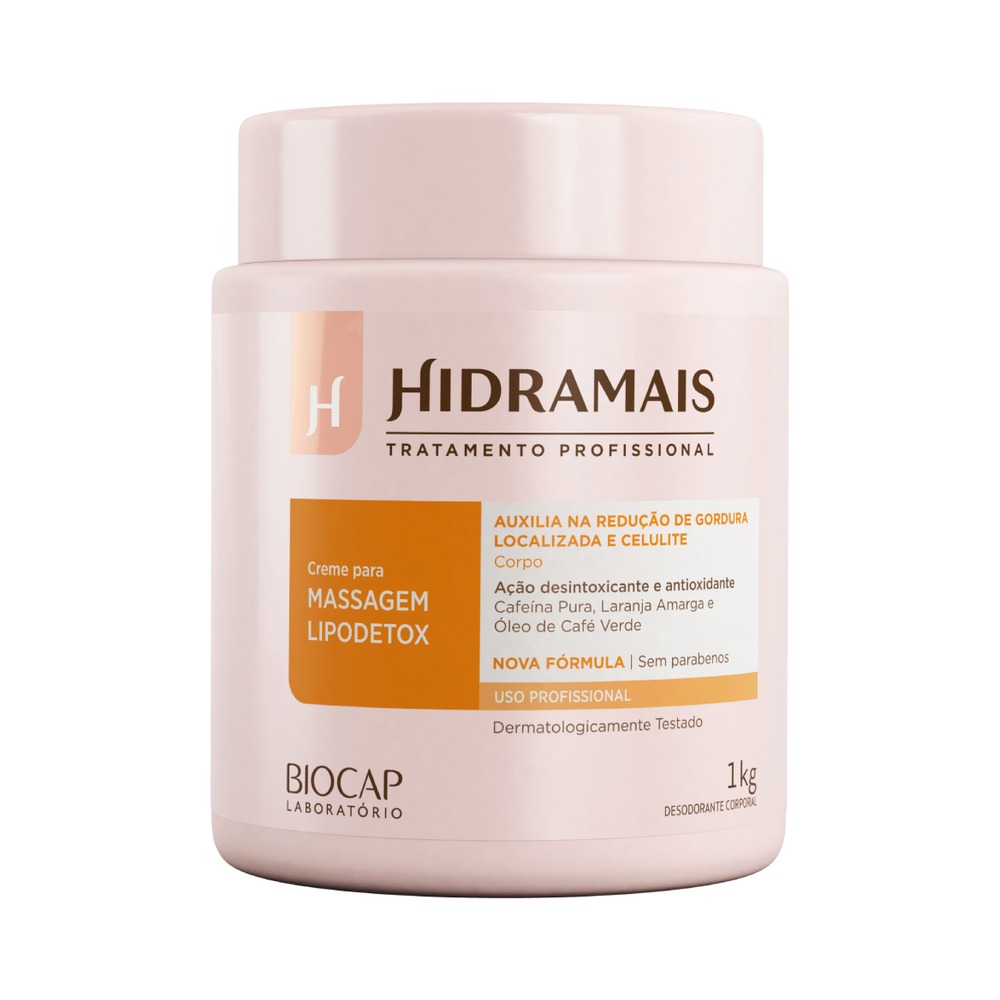 H
HIDRAMAIS
TRATAMENTO PROFISSIONAL
Creme para
MASSAGEM
LIPODETOX
AUXILIA NA REDUÇÃO DE GORDURA
LOCALIZADA E CELULITE
Corpo
Ação desintoxicante e antioxidante
Cafeína Pura, Laranja Amarga e
Óleo de Café Verde
NOVA FÓRMULA | Sem parabenos
USO PROFISSIONAL
Dermatologicamente Testado
BIOCAP
LABORATÓRIO
1kg
DESODORANTE CORPORAL